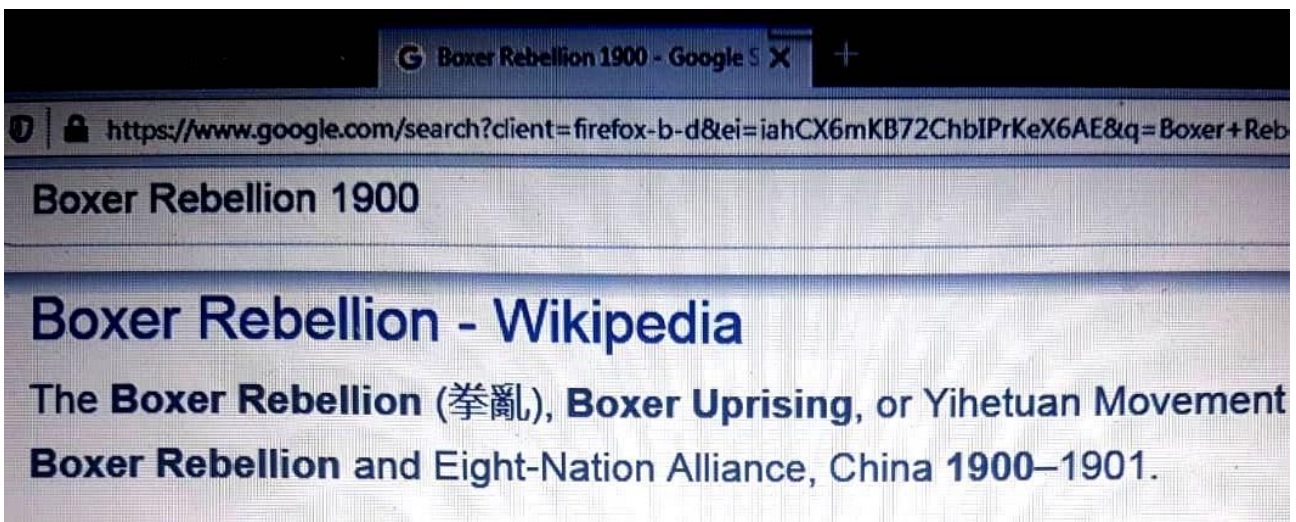 Boxer Rebellion 1900 - Google S
https://www.google.com/search?client=firefox-b-d&ei=iahCX6mKB72ChbIPrKeX6AE&q=Boxer+Reb
Boxer Rebellion 1900
Boxer Rebellion - Wikipedia
The Boxer Rebellion (拳亂), Boxer Uprising, or Yihetuan Movement
Boxer Rebellion and Eight-Nation Alliance, China 1900–1901.